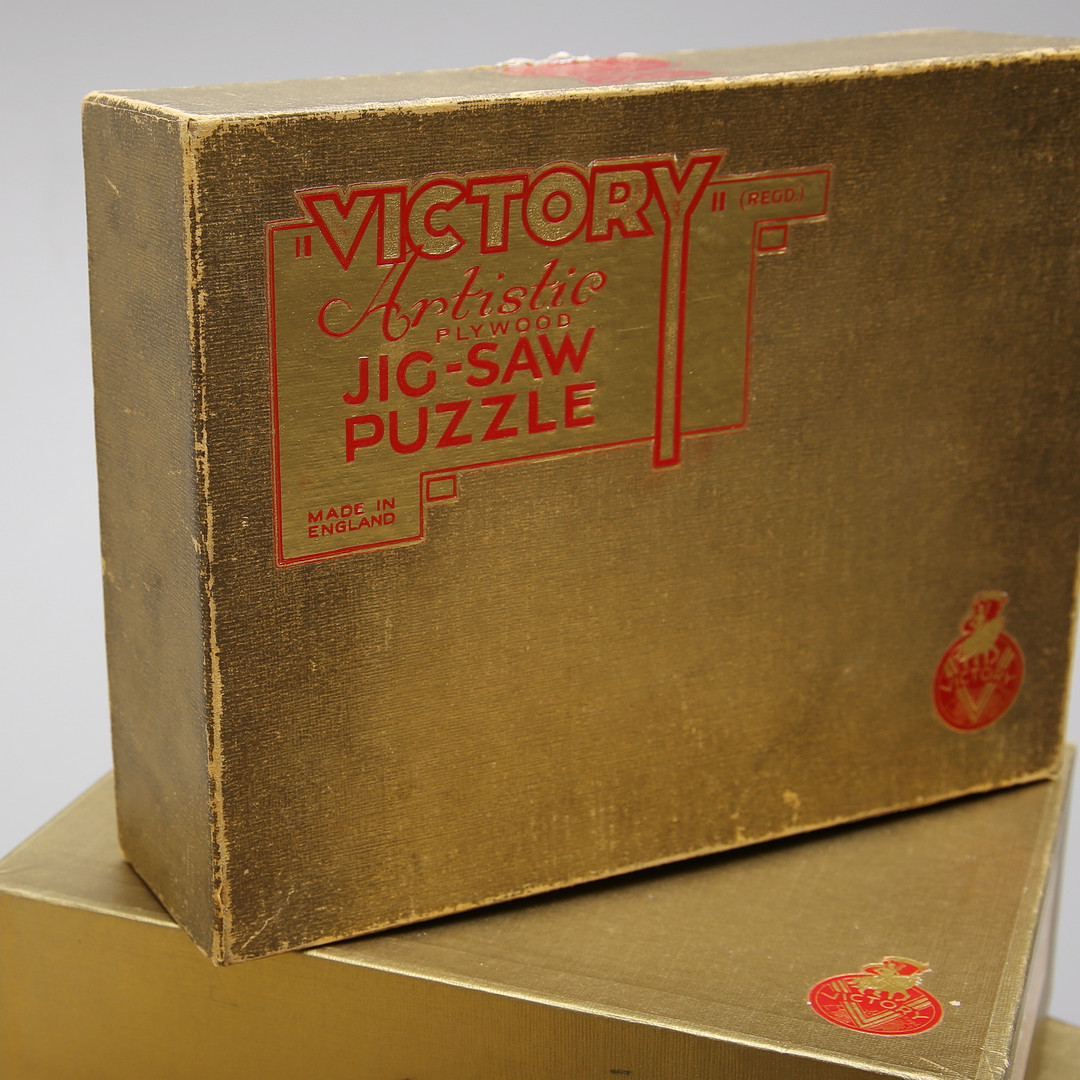 "VICTORY" (REGD.)
Artistic
PLYWOOD
JIG-SAW
PUZZLE
MADE IN
ENGLAND
VICTORY
VICTORY